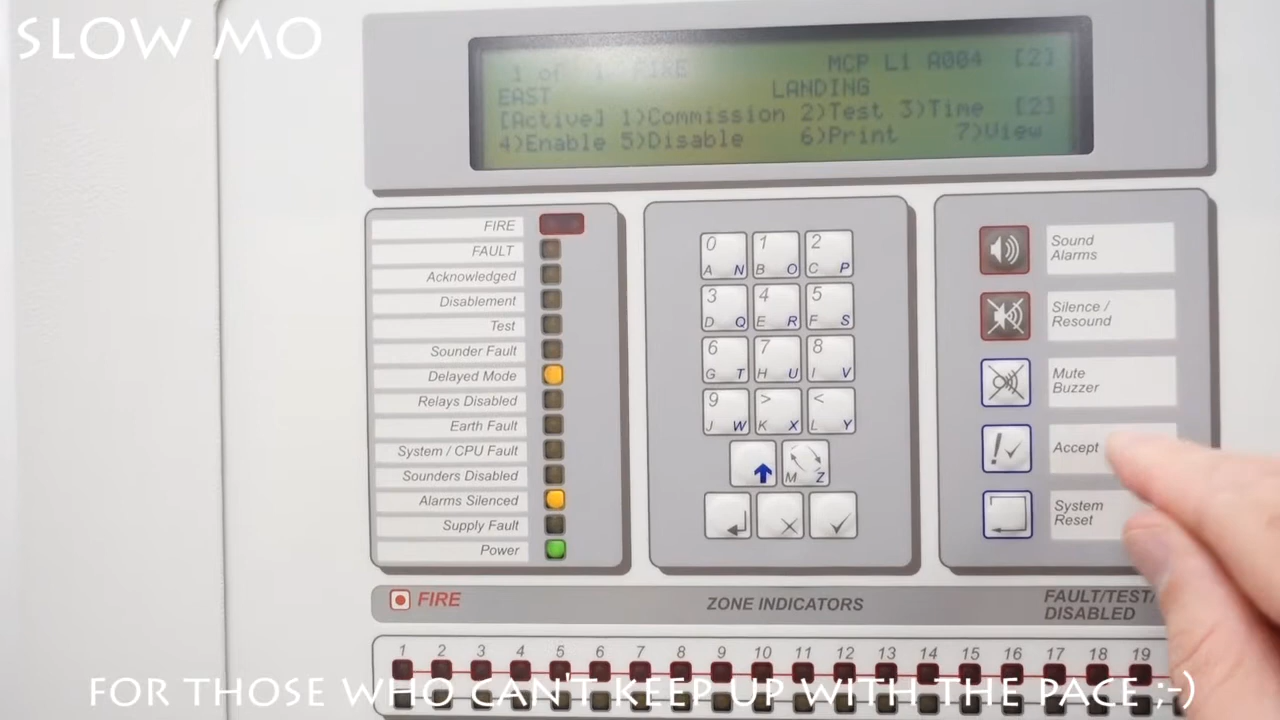 SLOW MO
1 of 1 FIRE MCP L1 A004 [2]
EAST LANDING
[Active] 1)Commission 2)Test 3)Time [2]
4)Enable 5)Disable 6)Print 7)View
FIRE
FAULT
Acknowledged
Disablement
Test
Sounder Fault
Delayed Mode
Relays Disabled
Earth Fault
System / CPU Fault
Sounders Disabled
Alarms Silenced
Supply Fault
Power
0 1 2
A N B O C P
3 4 5
D Q E R F S
6 7 8
G T H U I V
9 > <
J W K X L Y
M Z
Sound
Alarms
Silence /
Resound
Mute
Buzzer
Accept
System
Reset
FIRE
ZONE INDICATORS
FAULT/TEST/
DISABLED
1 2 3 4 5 6 7 8 9 10 11 12 13 14 15 16 17 18 19
FOR THOSE WHO CAN'T KEEP UP WITH THE PACE ;-)